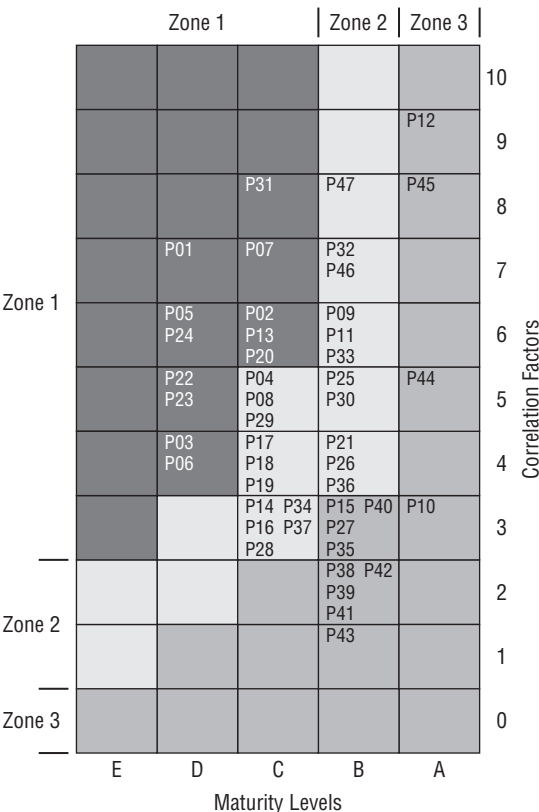 Zone 1 Zone 2 Zone 3
10
P12
9
P31 P47 P45
8
P01 P07 P32
P46
7
Zone 1
P05 P02 P09
P24 P13 P11
P20 P33
6
P22 P04 P25 P44
P23 P08 P30
P29
5
P03 P17 P21
P06 P18 P26
P19 P36
4
P14 P34 P15 P40 P10
P16 P37 P27
P28 P35
3
P38 P42
P39
P41
2
Zone 2
P43
1
Zone 3
0
E D C B A
Maturity Levels
Correlation Factors